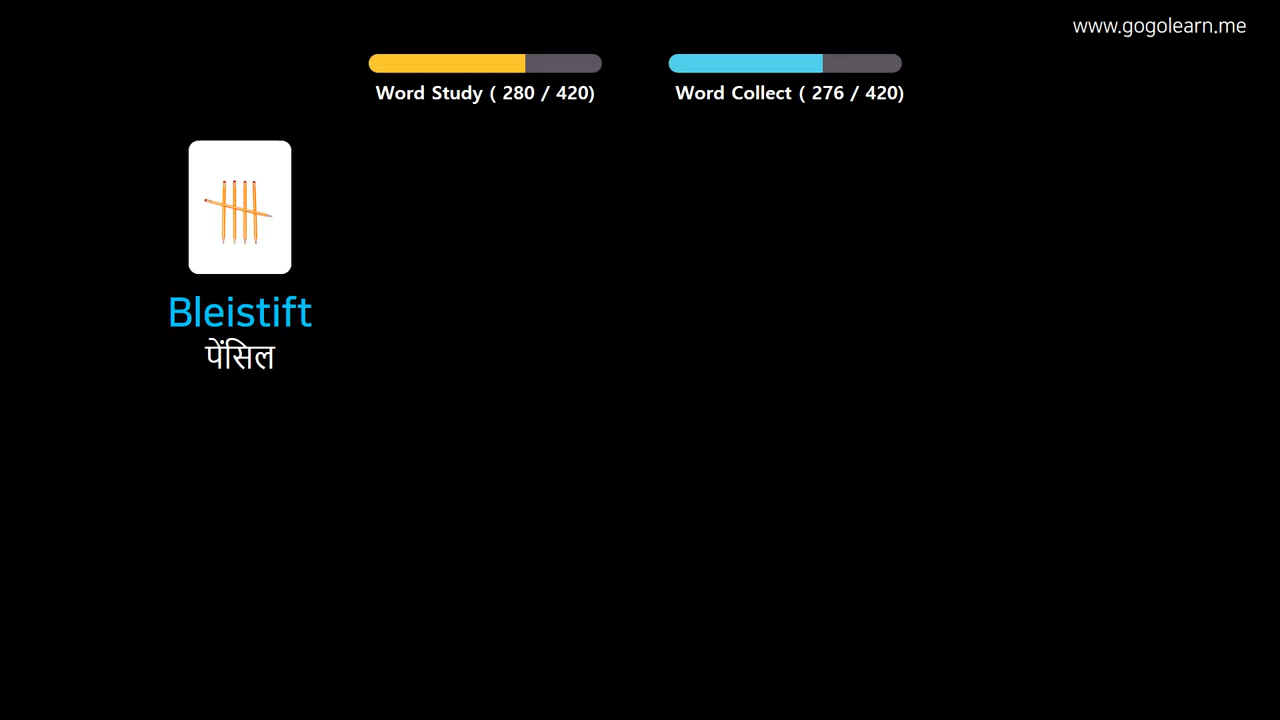 www.gogolearn.me
Word Study ( 280 / 420)
Word Collect ( 276 / 420)
Bleistift
पेंसिल